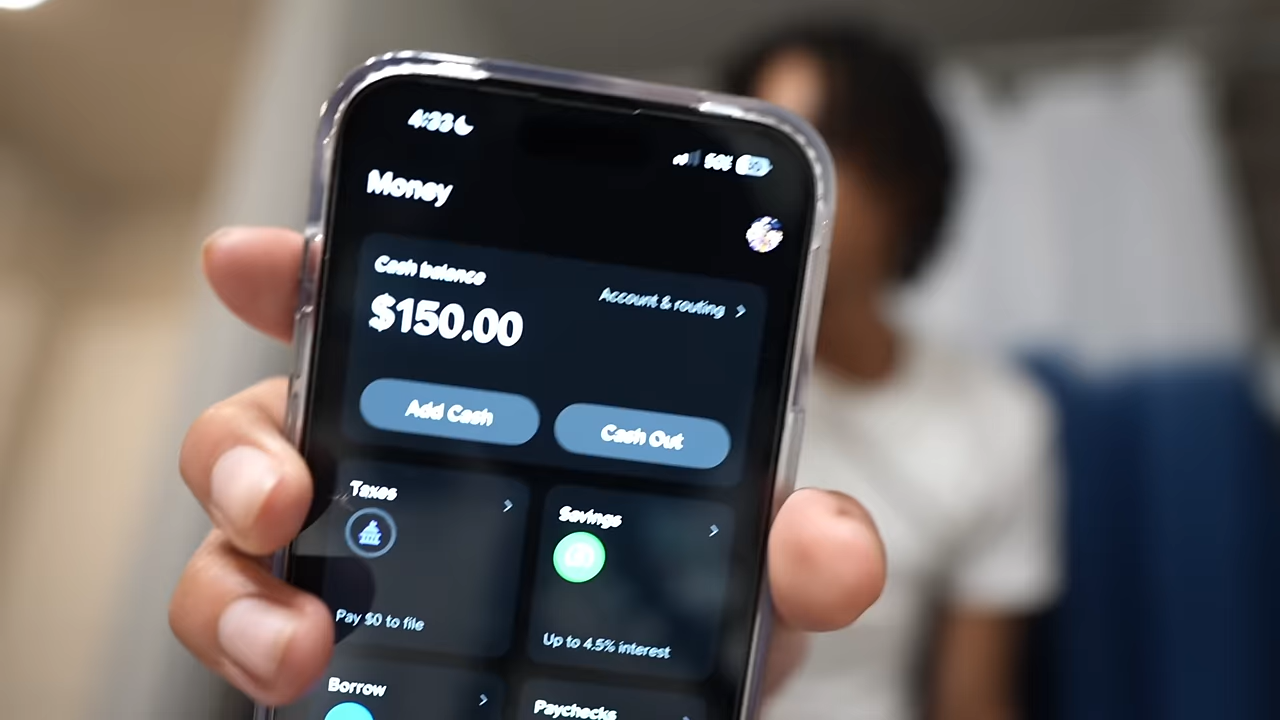 4:33
Money
Cash balance
Account & routing
$150.00
Add Cash
Cash Out
Taxes
Savings
Pay $0 to file
Up to 4.5% interest
Borrow
Paychecks